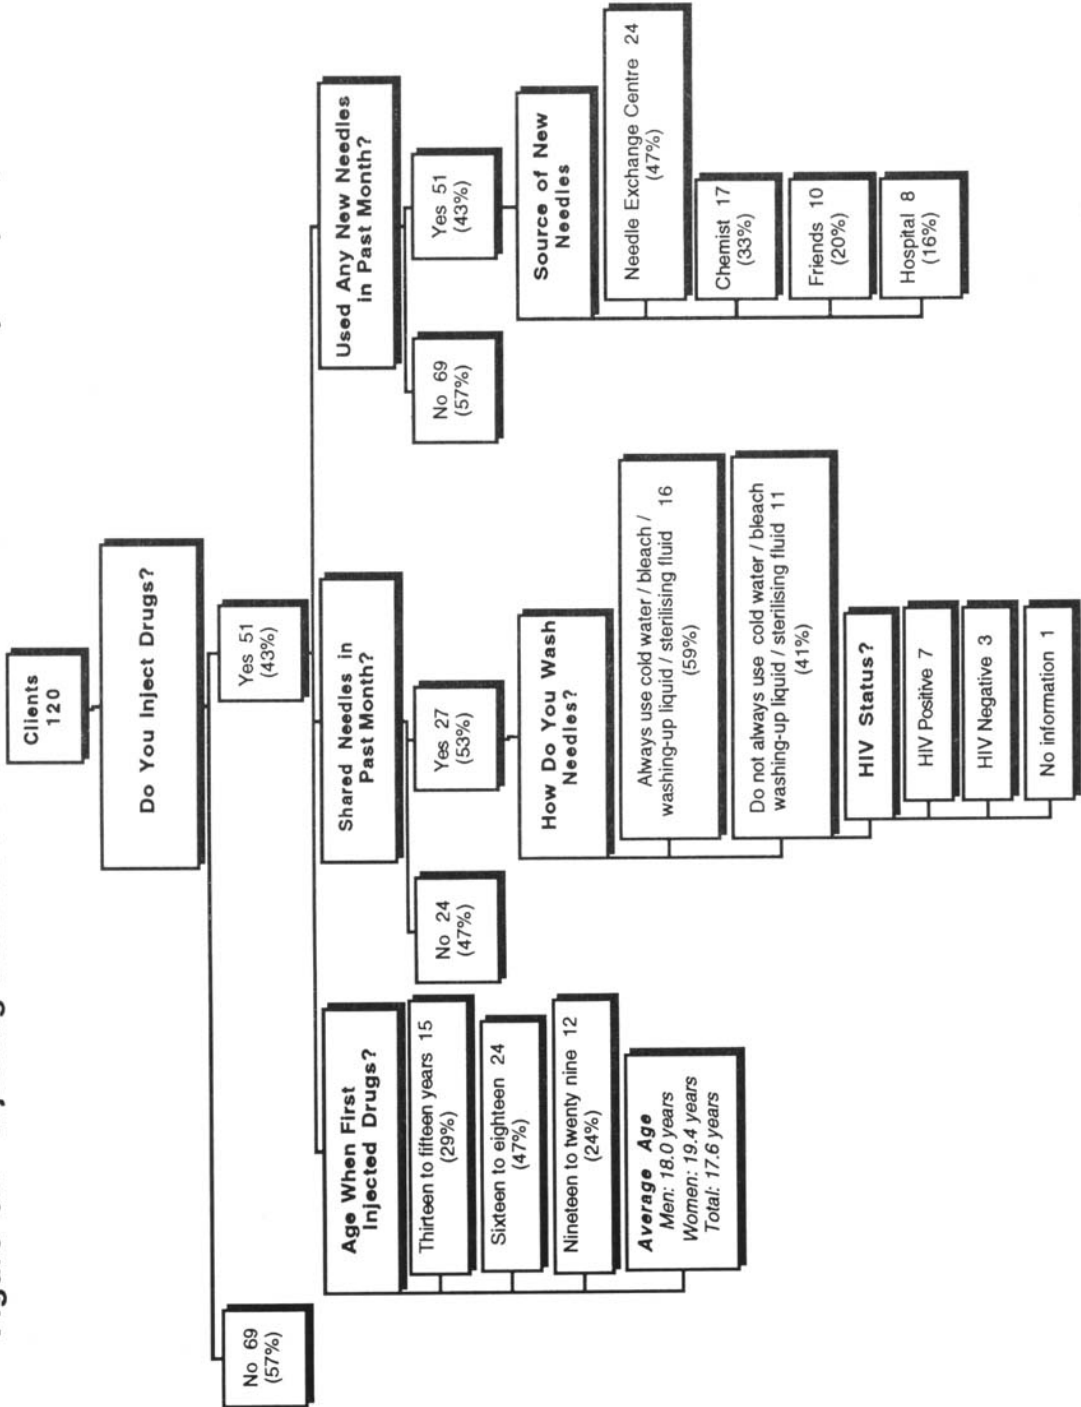 Clients
120
Do You Inject Drugs?
No 69
(57%)
Yes 51
(43%)
Age When First
Injected Drugs?
Thirteen to fifteen years 15
(29%)
Sixteen to eighteen 24
(47%)
Nineteen to twenty nine 12
(24%)
Average Age
Men: 18.0 years
Women: 19.4 years
Total: 17.6 years
Shared Needles in
Past Month?
No 24
(47%)
Yes 27
(53%)
How Do You Wash
Needles?
Always use cold water / bleach /
washing-up liquid / sterilising fluid 16
(59%)
Do not always use cold water / bleach
washing-up liquid / sterilising fluid 11
(41%)
HIV Status?
HIV Positive 7
HIV Negative 3
No information 1
Used Any New Needles
in Past Month?
No 69
(57%)
Yes 51
(43%)
Source of New
Needles
Needle Exchange Centre 24
(47%)
Chemist 17
(33%)
Friends 10
(20%)
Hospital 8
(16%)